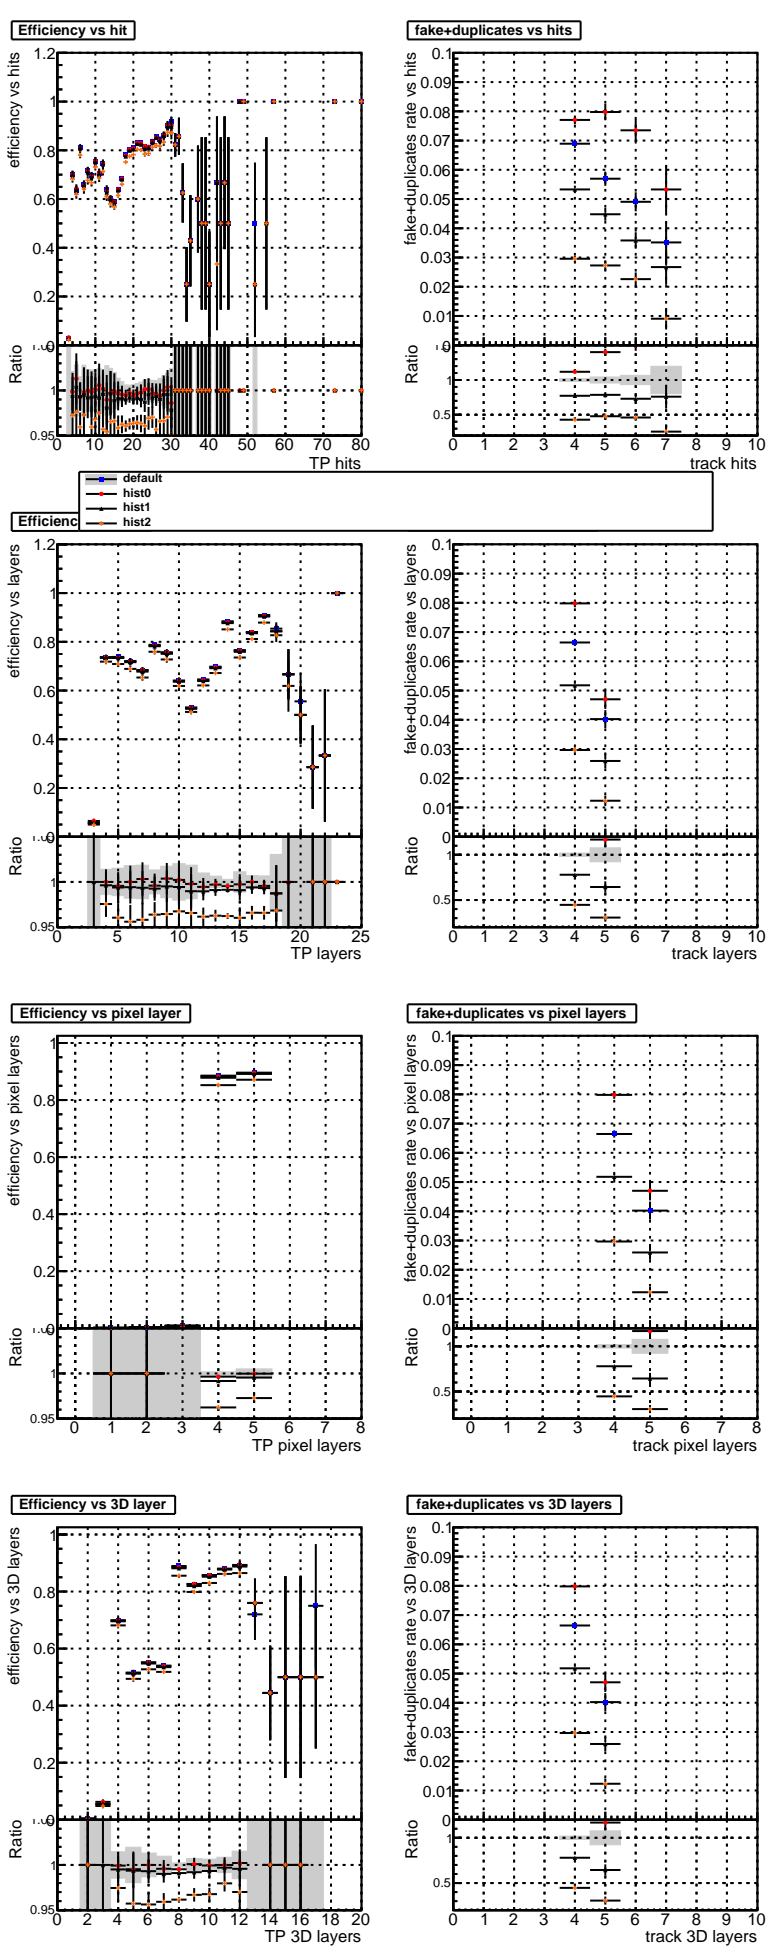 Efficiency vs hit
fake+duplicates vs hits
efficiency vs hits
1.2
1
0.8
0.6
0.4
0.2
Ratio
1
0.95
0 10 20 30 40 50 60 70 80
TP hits
fake+duplicates rate vs hits
0.1
0.09
0.08
0.07
0.06
0.05
0.04
0.03
0.02
0.01
0
Ratio
1
0.5
0 1 2 3 4 5 6 7 8 9 10
track hits
default
hist0
hist1
hist2
Efficienc
efficiency vs layers
1.2
1
0.8
0.6
0.4
0.2
Ratio
1
0.95
0 5 10 15 20 25
TP layers
fake+duplicates rate vs layers
0.1
0.09
0.08
0.07
0.06
0.05
0.04
0.03
0.02
0.01
0
Ratio
1
0.5
0 1 2 3 4 5 6 7 8 9 10
track layers
Efficiency vs pixel layer
fake+duplicates vs pixel layers
efficiency vs pixel layers
1
0.8
0.6
0.4
0.2
Ratio
1
0.95
0 1 2 3 4 5 6 7 8
TP pixel layers
fake+duplicates rate vs pixel layers
0.1
0.09
0.08
0.07
0.06
0.05
0.04
0.03
0.02
0.01
0
Ratio
1
0.5
0 1 2 3 4 5 6 7 8
track pixel layers
Efficiency vs 3D layer
fake+duplicates vs 3D layers
efficiency vs 3D layers
1
0.8
0.6
0.4
0.2
Ratio
1
0.95
0 2 4 6 8 10 12 14 16 18 20
TP 3D layers
fake+duplicates rate vs 3D layers
0.1
0.09
0.08
0.07
0.06
0.05
0.04
0.03
0.02
0.01
0
Ratio
1
0.5
0 1 2 3 4 5 6 7 8 9 10
track 3D layers